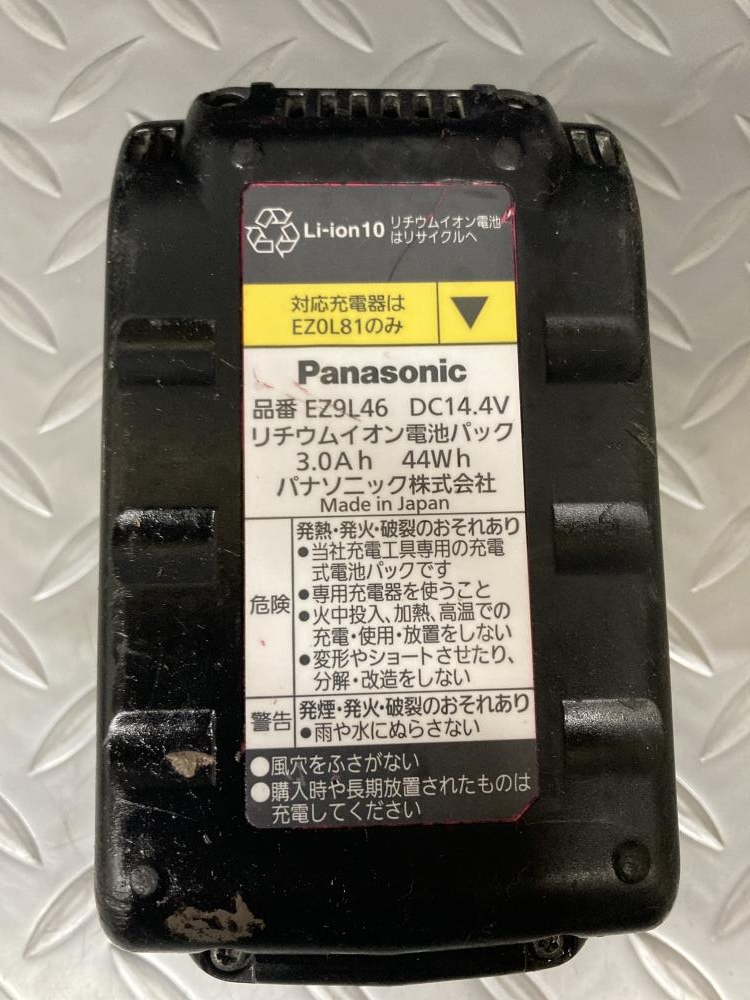 Li-ion10 リチウムイオン電池
はリサイクルへ
対応充電器は
EZ0L81のみ
Panasonic
品番 EZ9L46 DC14.4V
リチウムイオン電池パック
3.0Ah 44Wh
パナソニック株式会社
Made in Japan
危険
発熱・発火・破裂のおそれあり
●当社充電工具専用の充電
式電池パックです
●専用充電器を使うこと
●火中投入、加熱、高温での
充電・使用・放置をしない
●変形やショートさせたり、
分解・改造をしない
警告
発煙・発火・破裂のおそれあり
●雨や水にぬらさない
●風穴をふさがない
●購入時や長期放置されたものは
充電してください